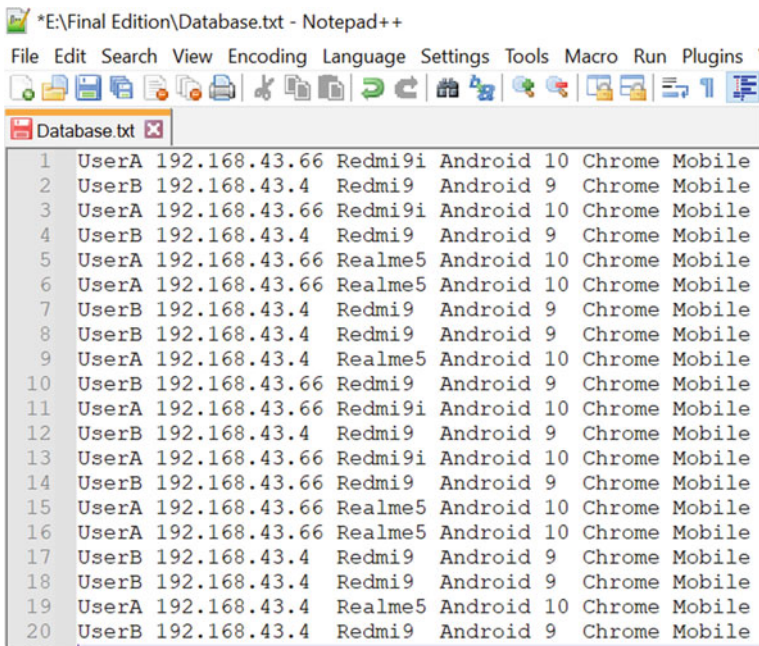 *E:\Final Edition\Database.txt - Notepad++
File Edit Search View Encoding Language Settings Tools Macro Run Plugins
Database.txt
1 UserA 192.168.43.66 Redmi9i Android 10 Chrome Mobile
2 UserB 192.168.43.4 Redmi9 Android 9 Chrome Mobile
3 UserA 192.168.43.66 Redmi9i Android 10 Chrome Mobile
4 UserB 192.168.43.4 Redmi9 Android 9 Chrome Mobile
5 UserA 192.168.43.66 Realme5 Android 10 Chrome Mobile
6 UserA 192.168.43.66 Realme5 Android 10 Chrome Mobile
7 UserB 192.168.43.4 Redmi9 Android 9 Chrome Mobile
8 UserB 192.168.43.4 Redmi9 Android 9 Chrome Mobile
9 UserA 192.168.43.4 Realme5 Android 10 Chrome Mobile
10 UserB 192.168.43.66 Redmi9 Android 9 Chrome Mobile
11 UserA 192.168.43.66 Redmi9i Android 10 Chrome Mobile
12 UserB 192.168.43.4 Redmi9 Android 9 Chrome Mobile
13 UserA 192.168.43.66 Redmi9i Android 10 Chrome Mobile
14 UserB 192.168.43.66 Redmi9 Android 9 Chrome Mobile
15 UserA 192.168.43.66 Realme5 Android 10 Chrome Mobile
16 UserA 192.168.43.66 Realme5 Android 10 Chrome Mobile
17 UserB 192.168.43.4 Redmi9 Android 9 Chrome Mobile
18 UserB 192.168.43.4 Redmi9 Android 9 Chrome Mobile
19 UserA 192.168.43.4 Realme5 Android 10 Chrome Mobile
20 UserB 192.168.43.4 Redmi9 Android 9 Chrome Mobile